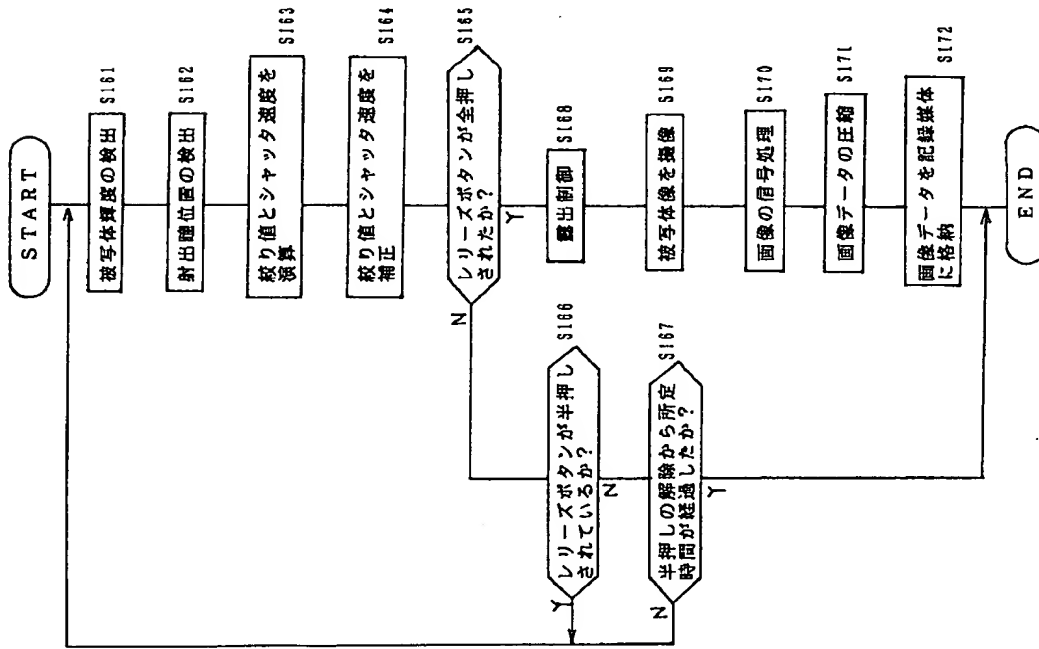 START
被写体輝度の検出
S161
射出瞳位置の検出
S162
絞り値とシャッタ速度を
演算
S163
絞り値とシャッタ速度を
補正
S164
レリーズボタンが全押し
されたか?
S165
N
Y
レリーズボタンが半押し
されているか?
S166
Y
N
半押しの解除から所定
時間が経過したか?
S167
N
Y
露出制御
S168
被写体像を撮像
S169
画像の信号処理
S170
画像データの圧縮
S171
画像データを記録媒体
に格納
S172
END